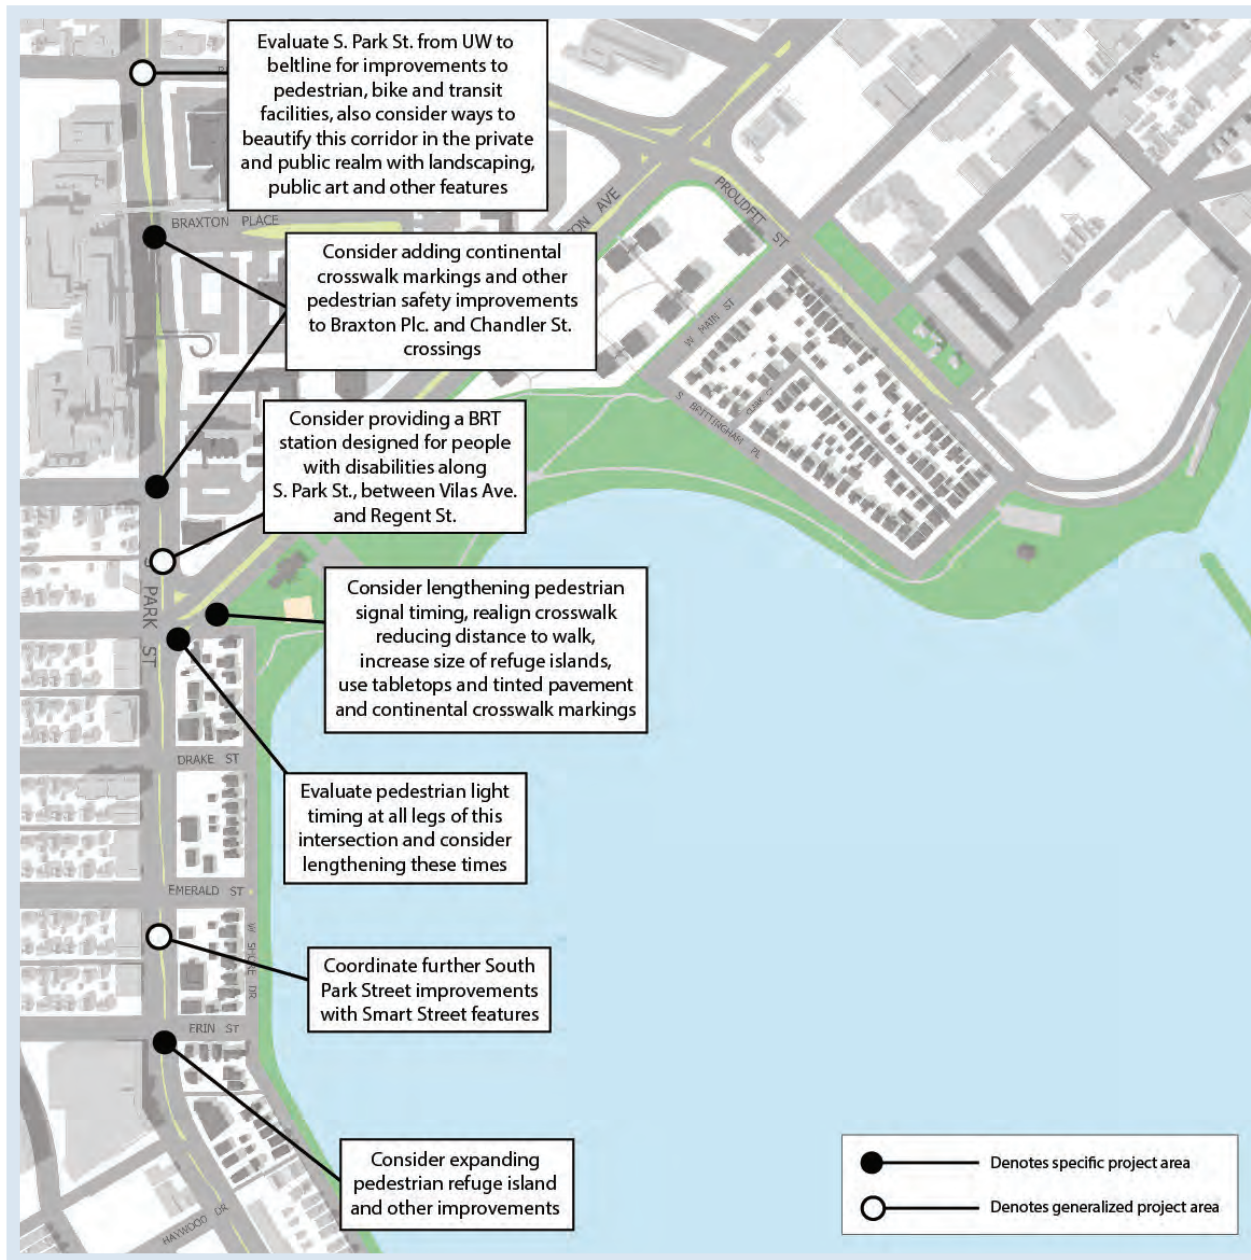 Evaluate S. Park St. from UW to
beltline for improvements to
pedestrian, bike and transit
facilities, also consider ways to
beautify this corridor in the private
and public realm with landscaping,
public art and other features
BRAXTON PLACE
PROUDFIT ST
ON AVE
Consider adding continental
crosswalk markings and other
pedestrian safety improvements
to Braxton Plc. and Chandler St.
crossings
W MAIN ST
S BRITTINGHAM PL
Consider providing a BRT
station designed for people
with disabilities along
S. Park St., between Vilas Ave.
and Regent St.
S PARK ST
Consider lengthening pedestrian
signal timing, realign crosswalk
reducing distance to walk,
increase size of refuge islands,
use tabletops and tinted pavement
and continental crosswalk markings
DRAKE ST
Evaluate pedestrian light
timing at all legs of this
intersection and consider
lengthening these times
EMERALD ST
W SHORE DR
Coordinate further South
Park Street improvements
with Smart Street features
ERIN ST
Consider expanding
pedestrian refuge island
and other improvements
HAYWOOD DR
Denotes specific project area
Denotes generalized project area